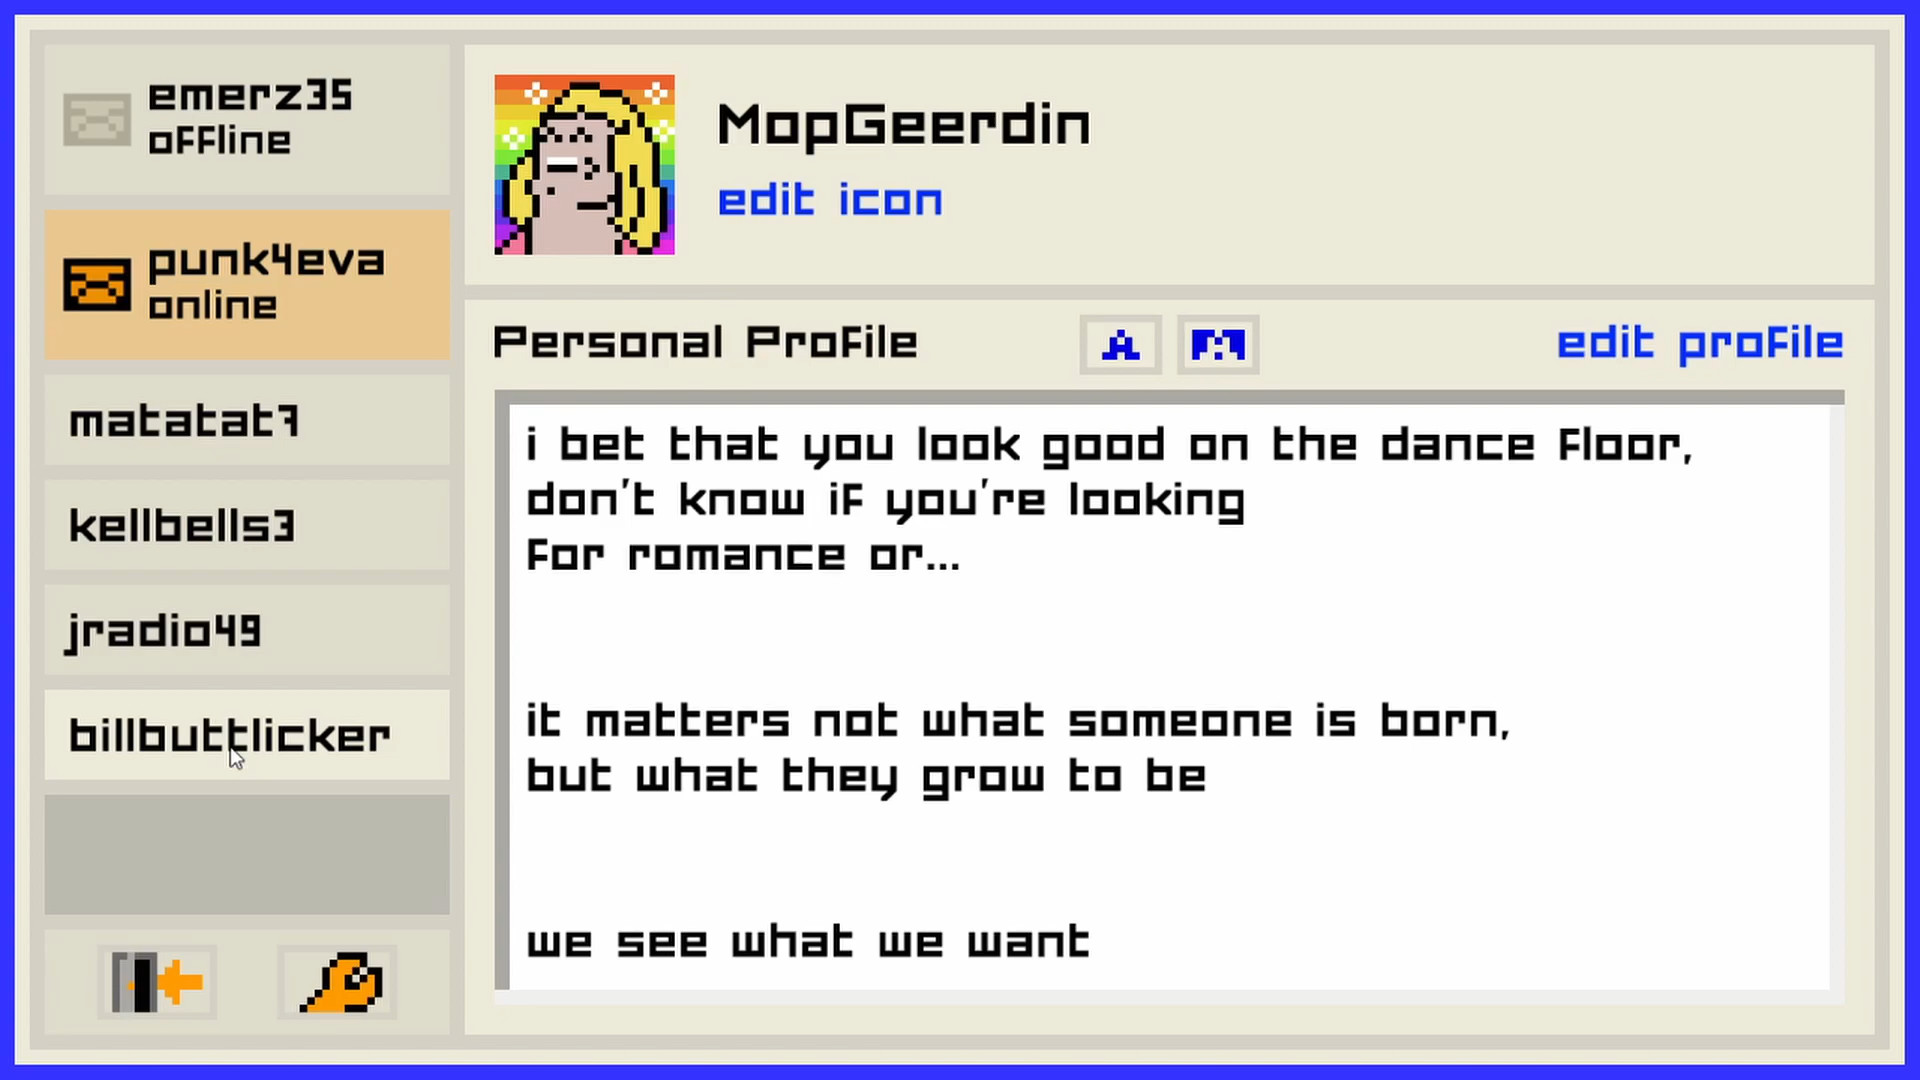 emerz35
offline
punk4eva
online
matatat7
kellbells3
jradio49
billbuttlicker
MopGeerdin
edit icon
Personal Profile
edit profile
i bet that you look good on the dance floor,
don't know if you're looking
for romance or...
it matters not what someone is born,
but what they grow to be
we see what we want